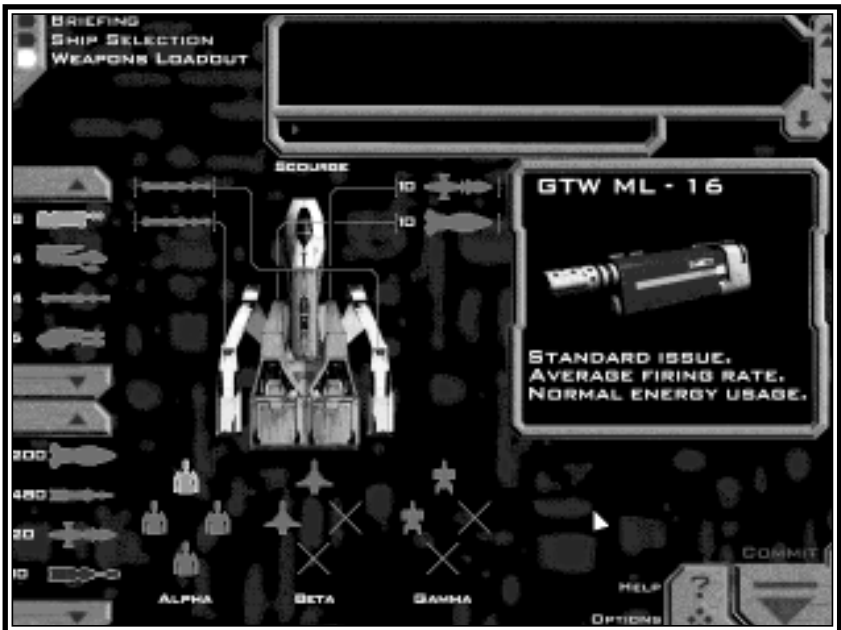 Briefing
Ship Selection
Weapons Loadout
Scourge
10
10
GTW ML - 16
Standard issue.
Average firing rate.
Normal energy usage.
200
480
20
10
Alpha
Beta
Gamma
Commit
Help
?
Options